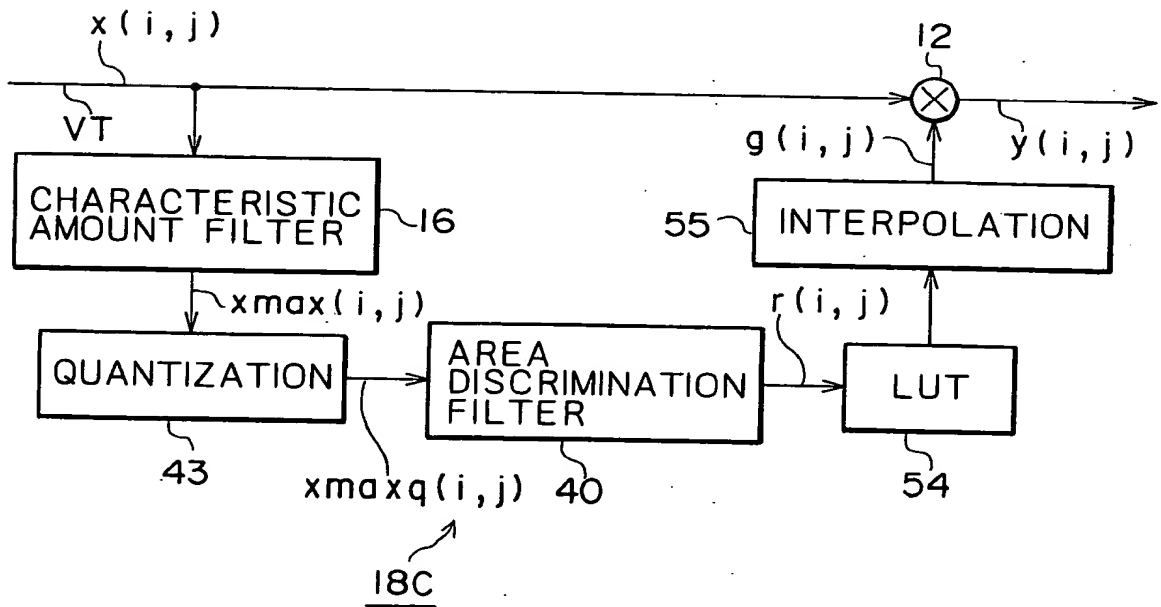 x(i,j)
12
VT
g(i,j)
y(i,j)
CHARACTERISTIC
AMOUNT FILTER
16
55
INTERPOLATION
xmax(i,j)
r(i,j)
QUANTIZATION
AREA
DISCRIMINATION
FILTER
LUT
43
xmaxq(i,j)
40
54
18C